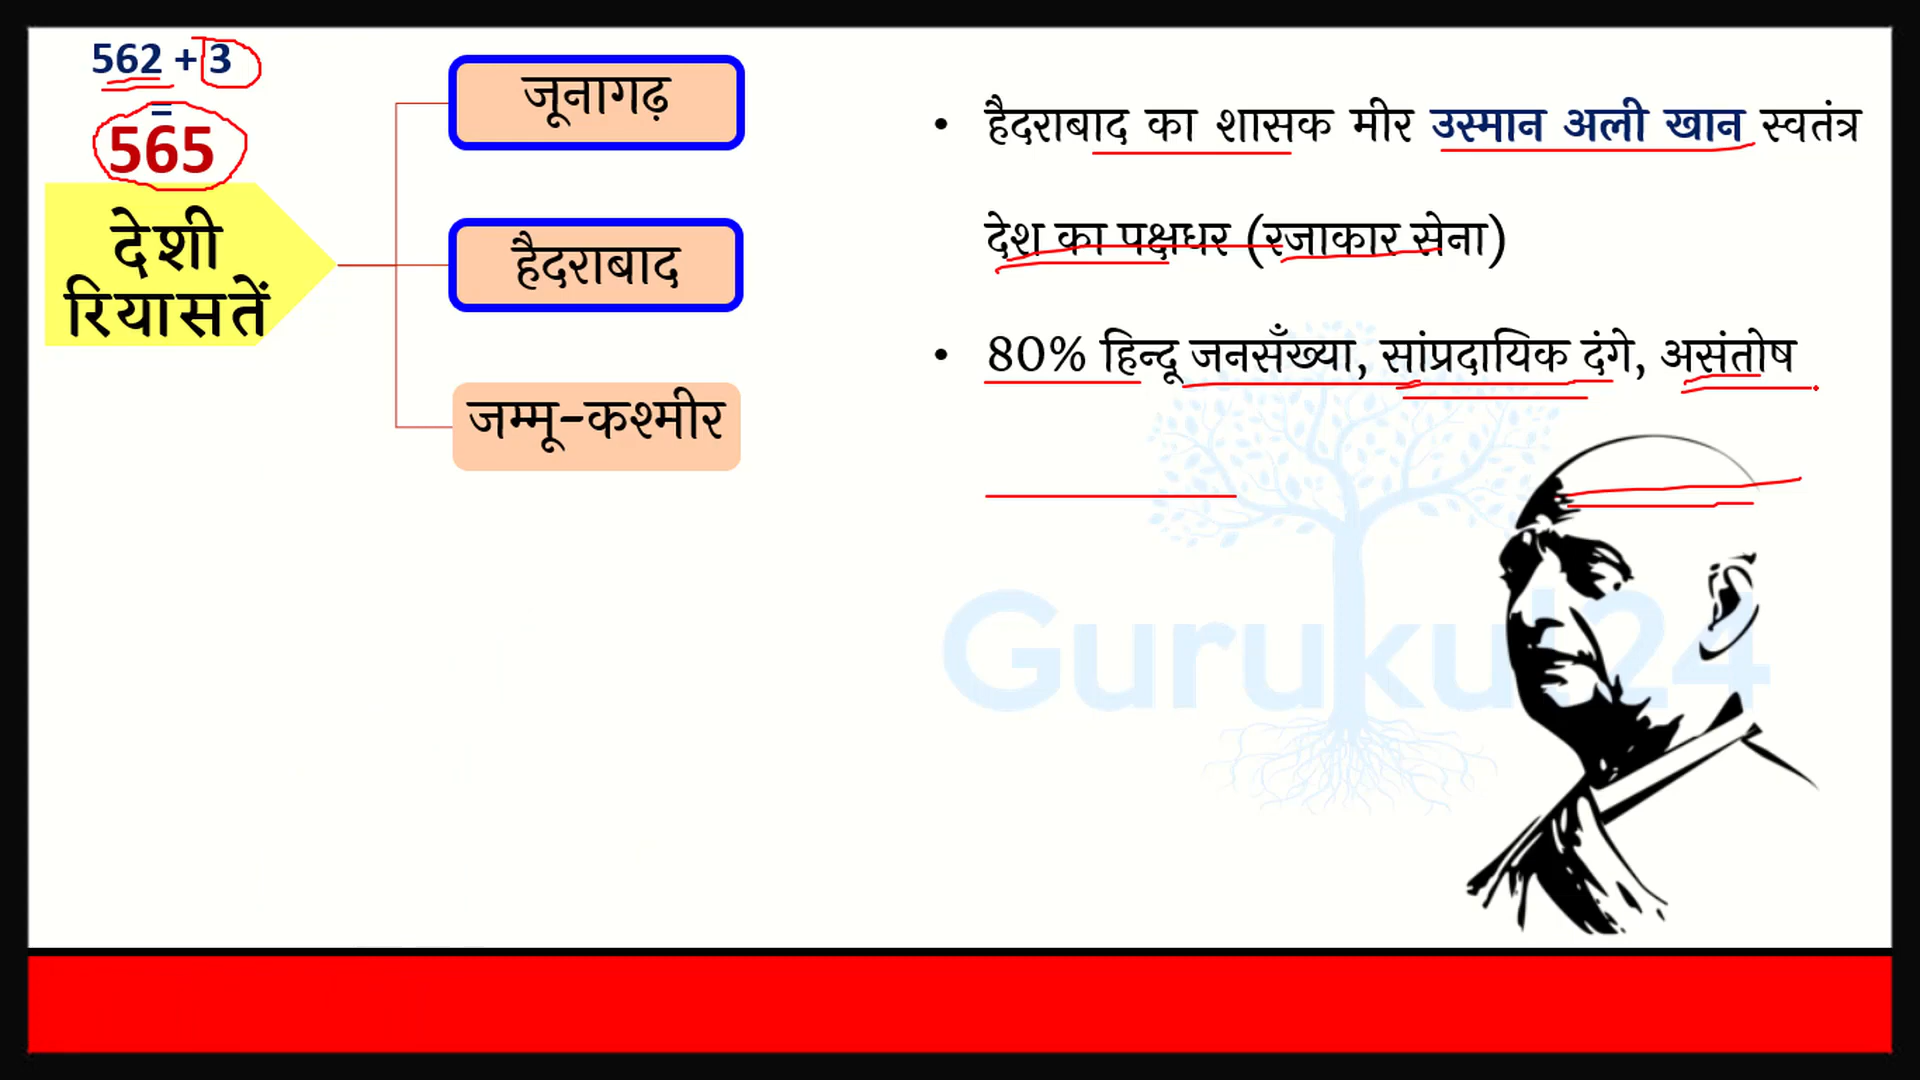 562 + 3
=
565
देशी
रियासतें
जूनागढ़
हैदराबाद
जम्मू-कश्मीर
• हैदराबाद का शासक मीर उस्मान अली खान स्वतंत्र
देश का पक्षधर (रजाकार सेना)
• 80% हिन्दू जनसँख्या, सांप्रदायिक दंगे, असंतोष
Gurukul24